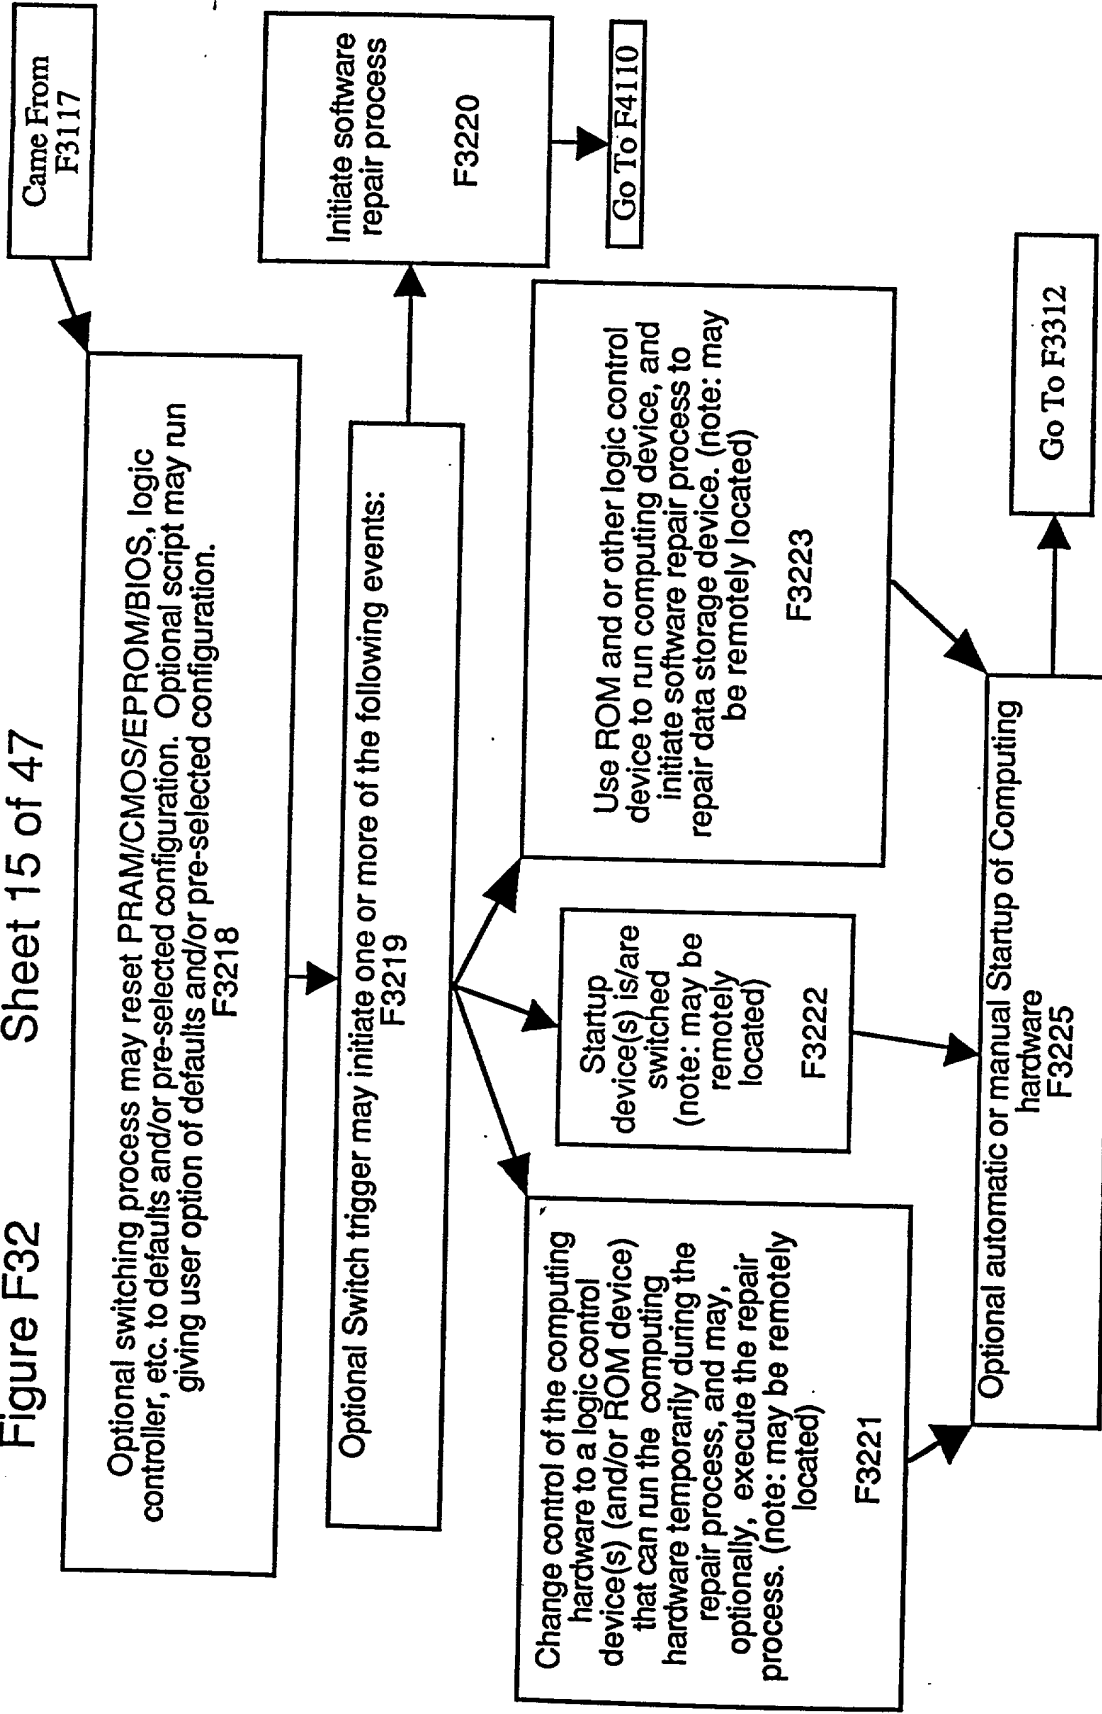 Figure F32 Sheet 15 of 47
Came From
F3117
Optional switching process may reset PRAM/CMOS/EPROM/BIOS, logic
controller, etc. to defaults and/or pre-selected configuration. Optional script may run
giving user option of defaults and/or pre-selected configuration.
F3218
Optional Switch trigger may initiate one or more of the following events:
F3219
Initiate software
repair process
F3220
Go To F4110
Change control of the computing
hardware to a logic control
device(s) (and/or ROM device)
that can run the computing
hardware temporarily during the
repair process, and may,
optionally, execute the repair
process. (note: may be remotely
located)
F3221
Startup
device(s) is/are
switched
(note: may be
remotely
located)
F3222
Use ROM and or other logic control
device to run computing device, and
initiate software repair process to
repair data storage device. (note: may
be remotely located)
F3223
Optional automatic or manual Startup of Computing
hardware
F3225
Go To F3312